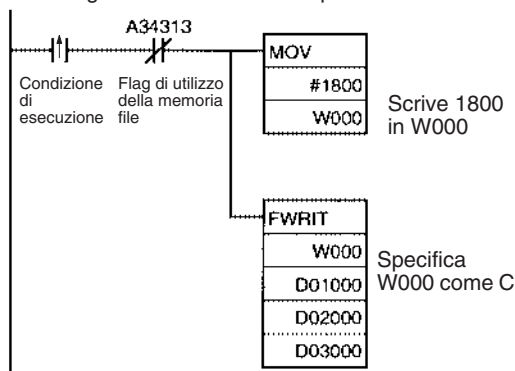 A34313
Condizione
di
esecuzione
Flag di utilizzo
della memoria
file
MOV
#1800
W000
Scrive 1800
in W000
FWRIT
W000
D01000
D02000
D03000
Specifica
W000 come C